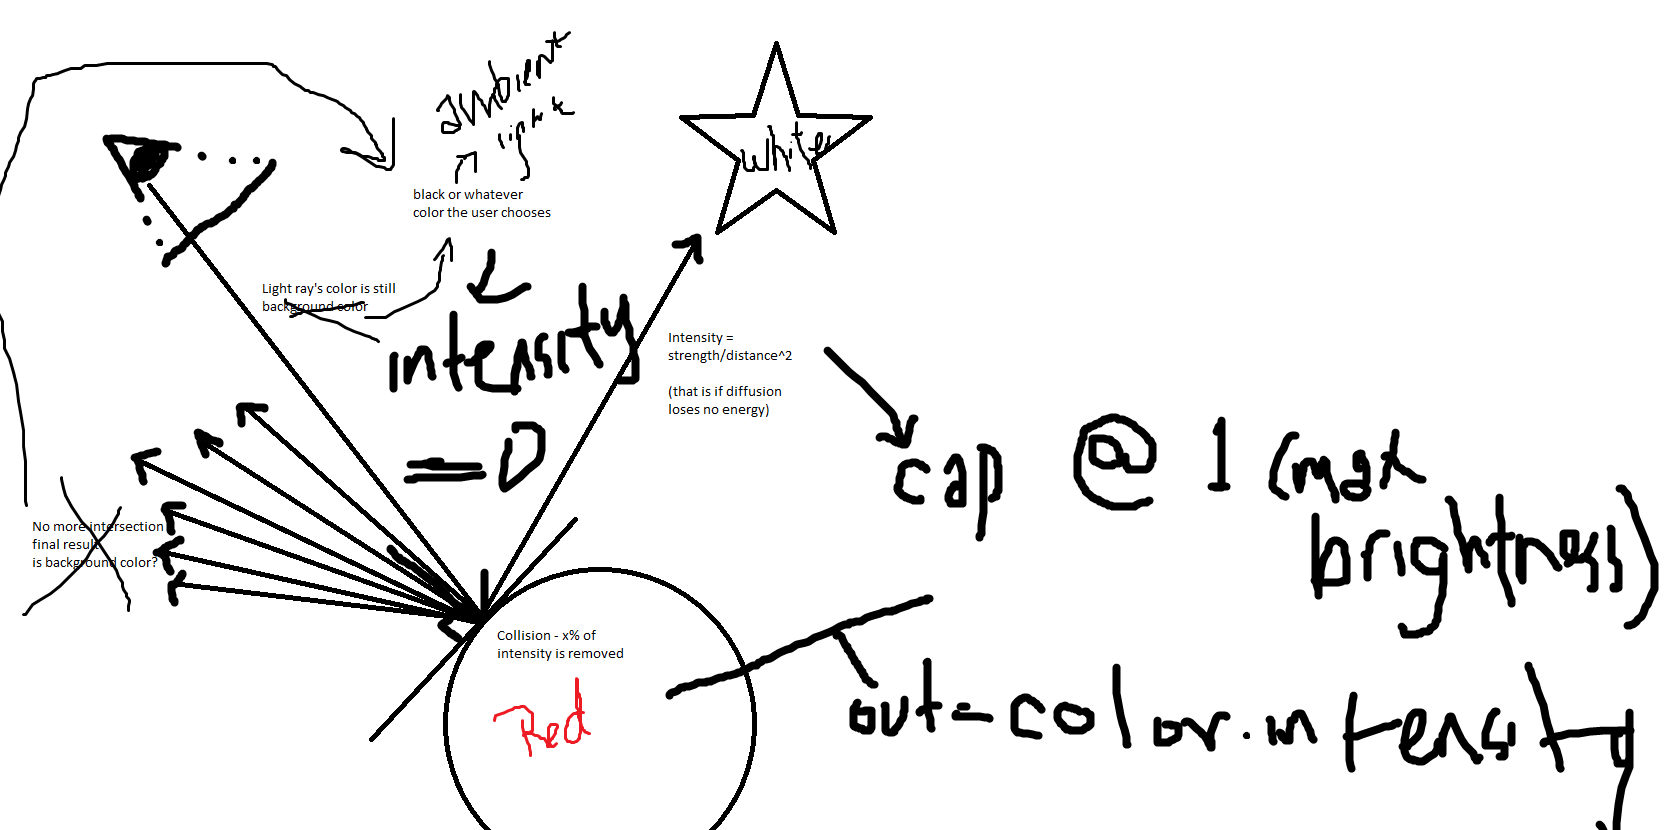 ambient
light
white
black or whatever
color the user chooses
Light ray's color is still
background color
intensity
= 0
Intensity =
strength/distance^2
(that is if diffusion
loses no energy)
cap @ 1 (max
brightness)
No more intersection
final result
is background color?
Collision - x% of
intensity is removed
Red
out=color.intensity